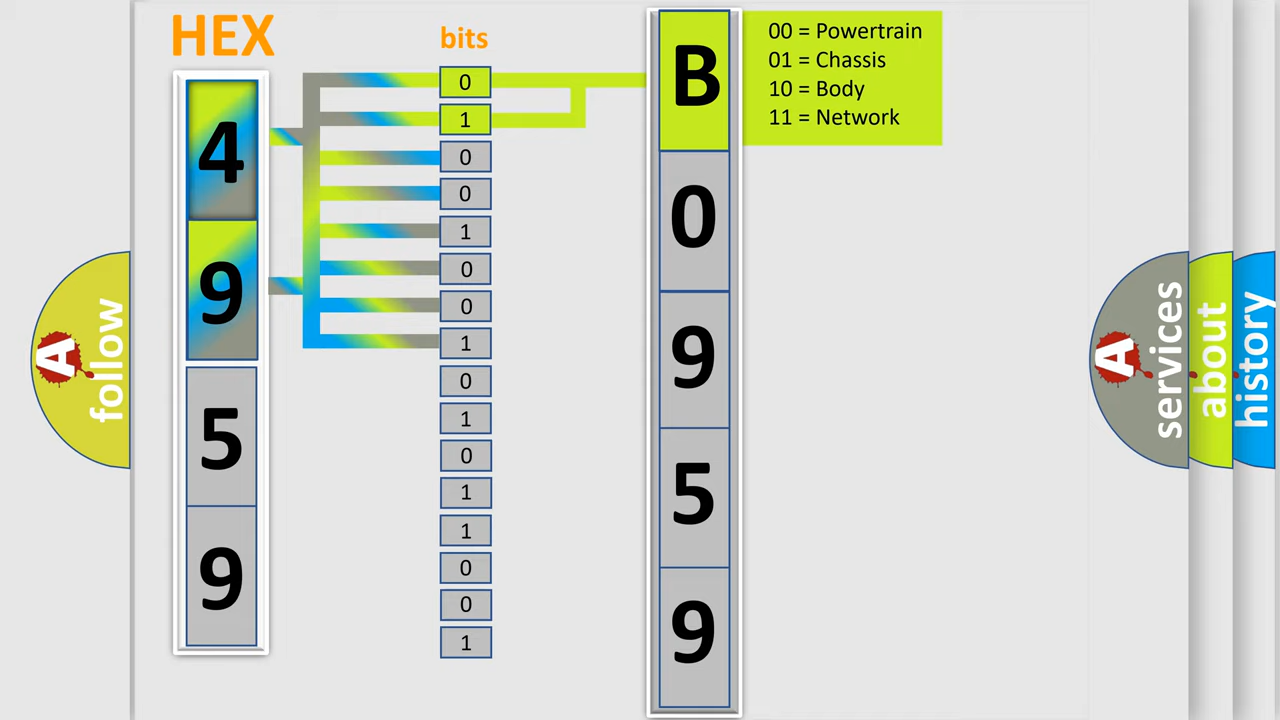 HEX
bits
4
9
5
9
0
1
0
0
1
0
0
1
0
1
0
1
1
0
0
1
B
0
9
5
9
00 = Powertrain
01 = Chassis
10 = Body
11 = Network
A
follow
A
services
about
history